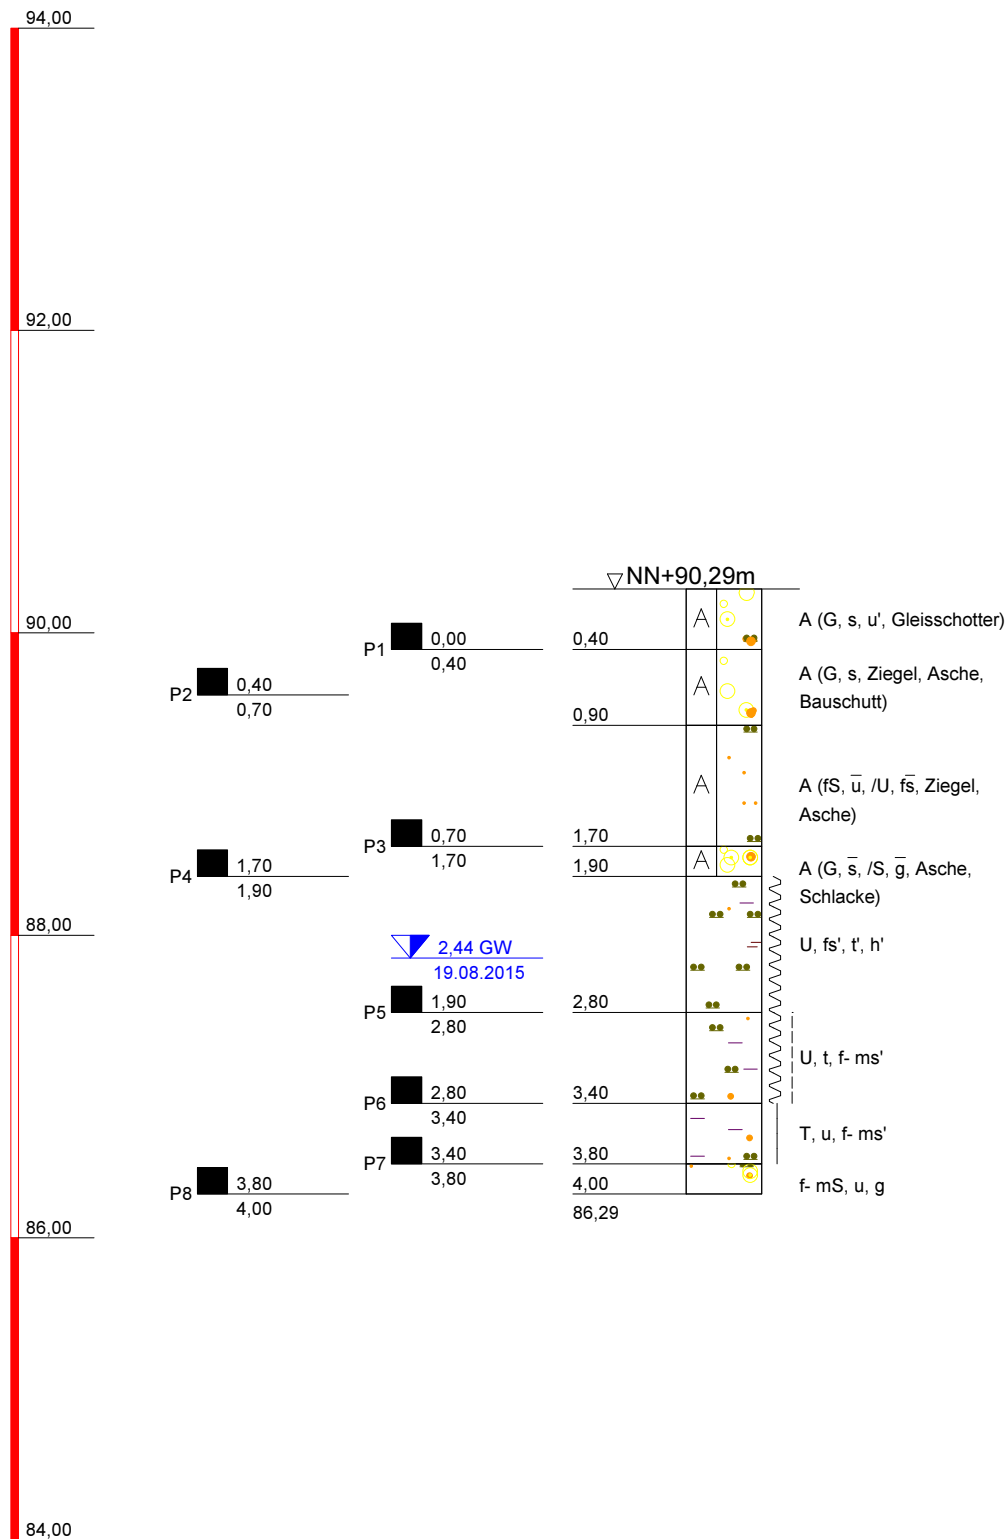 94,00
92,00
NN+90,29m
90,00
P1 0,00
0,40
0,40
A
A (G, s, u', Gleisschotter)
P2 0,40
0,70
0,90
A
A (G, s, Ziegel, Asche,
Bauschutt)
A
A (fS, u̅, /U, fs̅, Ziegel,
Asche)
P3 0,70
1,70
1,70
P4 1,70
1,90
1,90
A
A (G, s̅, /S, g̅, Asche,
Schlacke)
88,00
2,44 GW
19.08.2015
U, fs', t', h'
P5 1,90
2,80
2,80
U, t, f- ms'
P6 2,80
3,40
3,40
T, u, f- ms'
P7 3,40
3,80
3,80
P8 3,80
4,00
4,00
86,29
f- mS, u, g
86,00
84,00